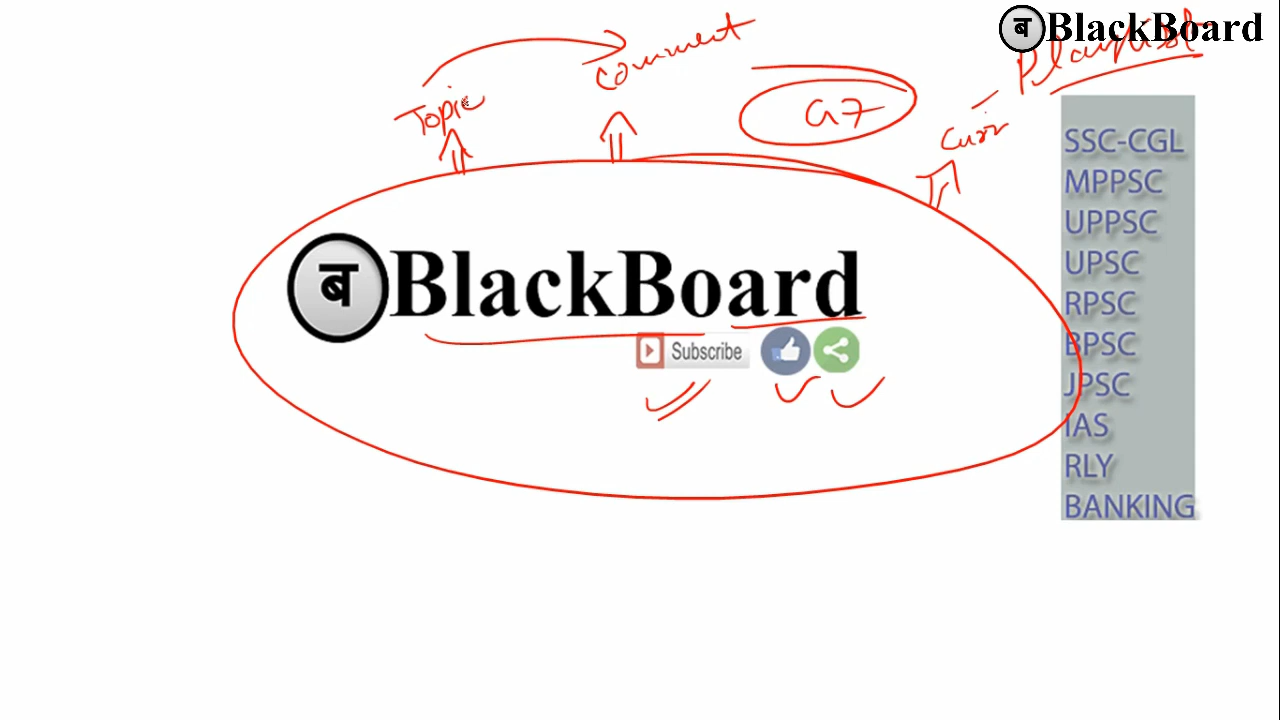 ब BlackBoard
Playlist
comment
Topic
G7
Curr
SSC-CGL
MPPSC
UPPSC
UPSC
RPSC
BPSC
JPSC
IAS
RLY
BANKING
ब BlackBoard
Subscribe